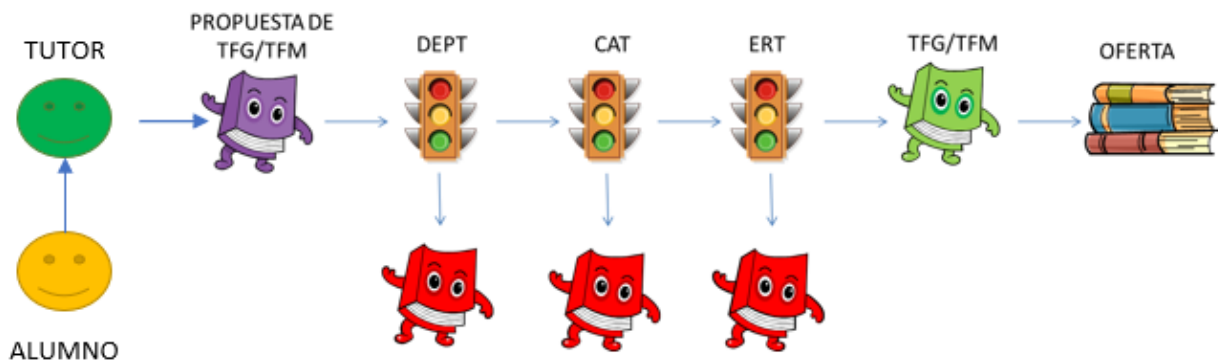 TUTOR
PROPUESTA DE
TFG/TFM
DEPT
CAT
ERT
TFG/TFM
OFERTA
ALUMNO